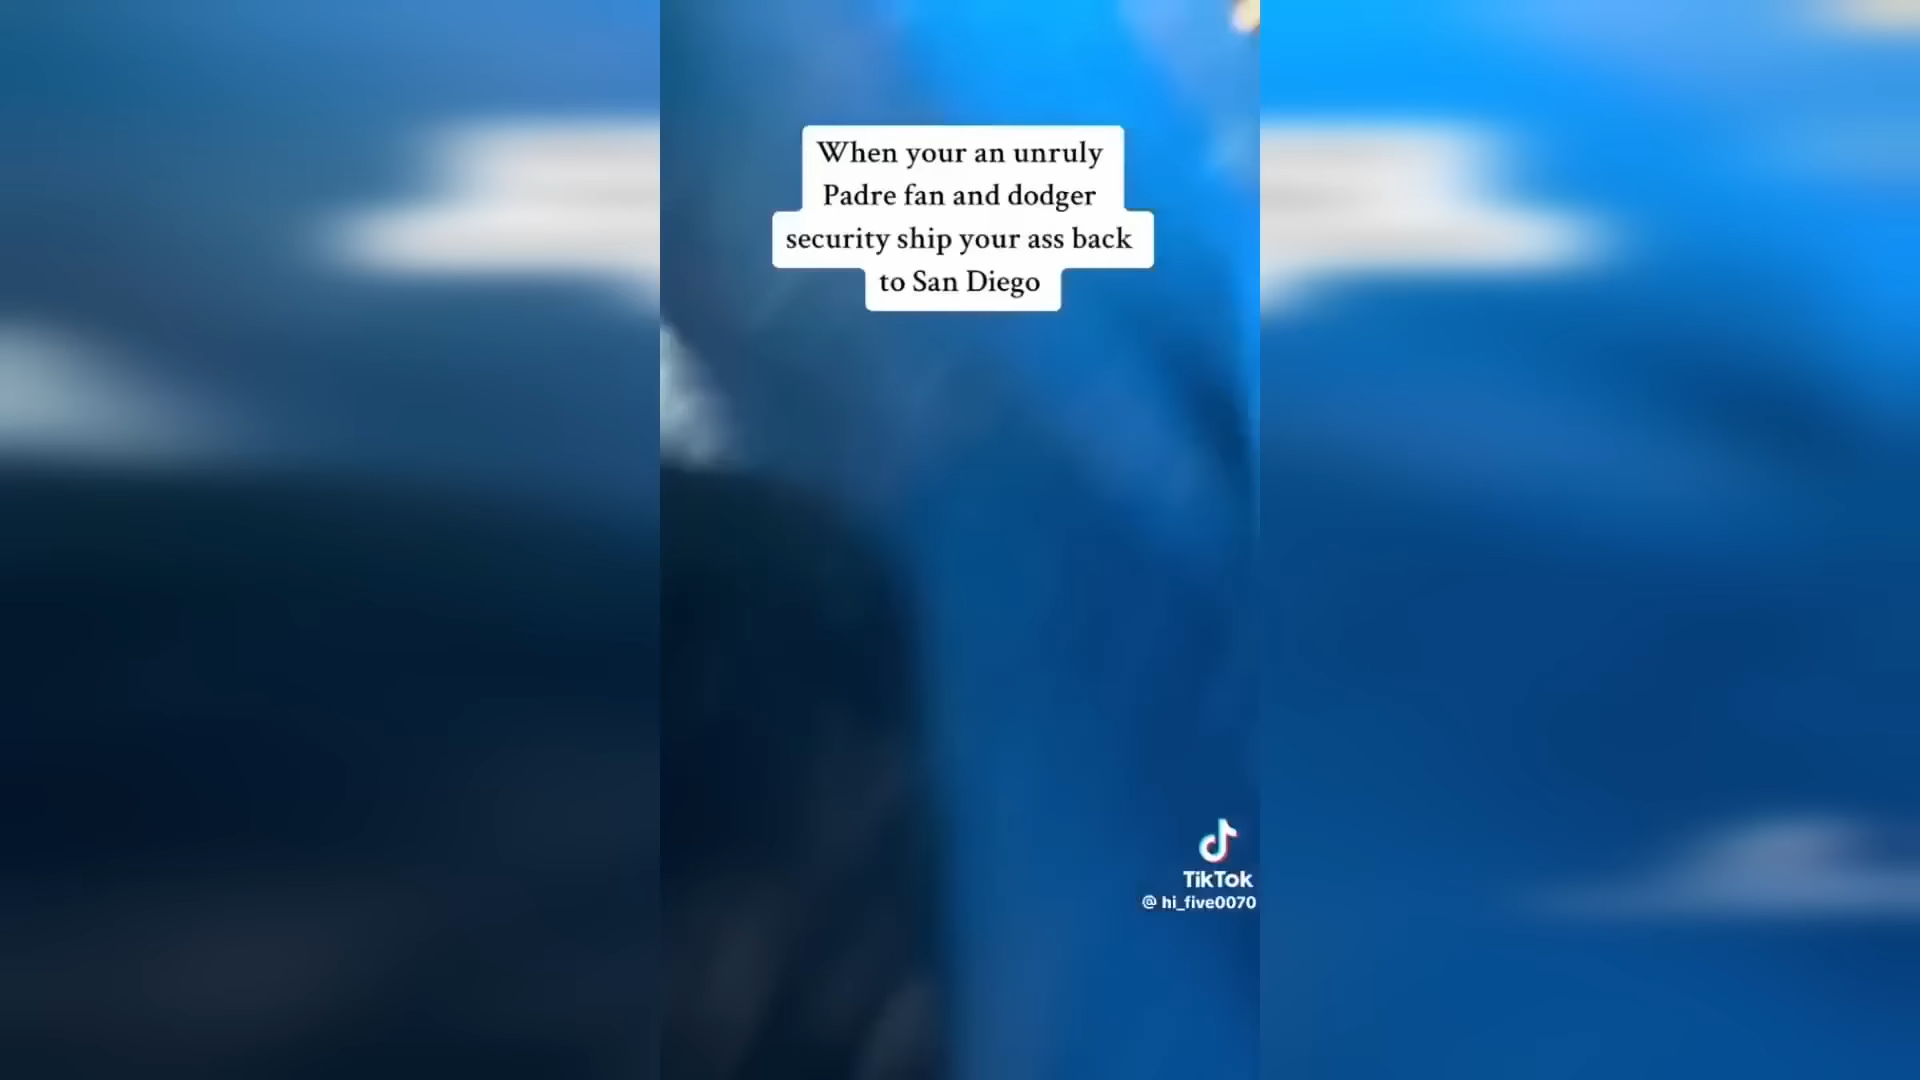 When your an unruly
Padre fan and dodger
security ship your ass back
to San Diego
TikTok
@ hi_five0070